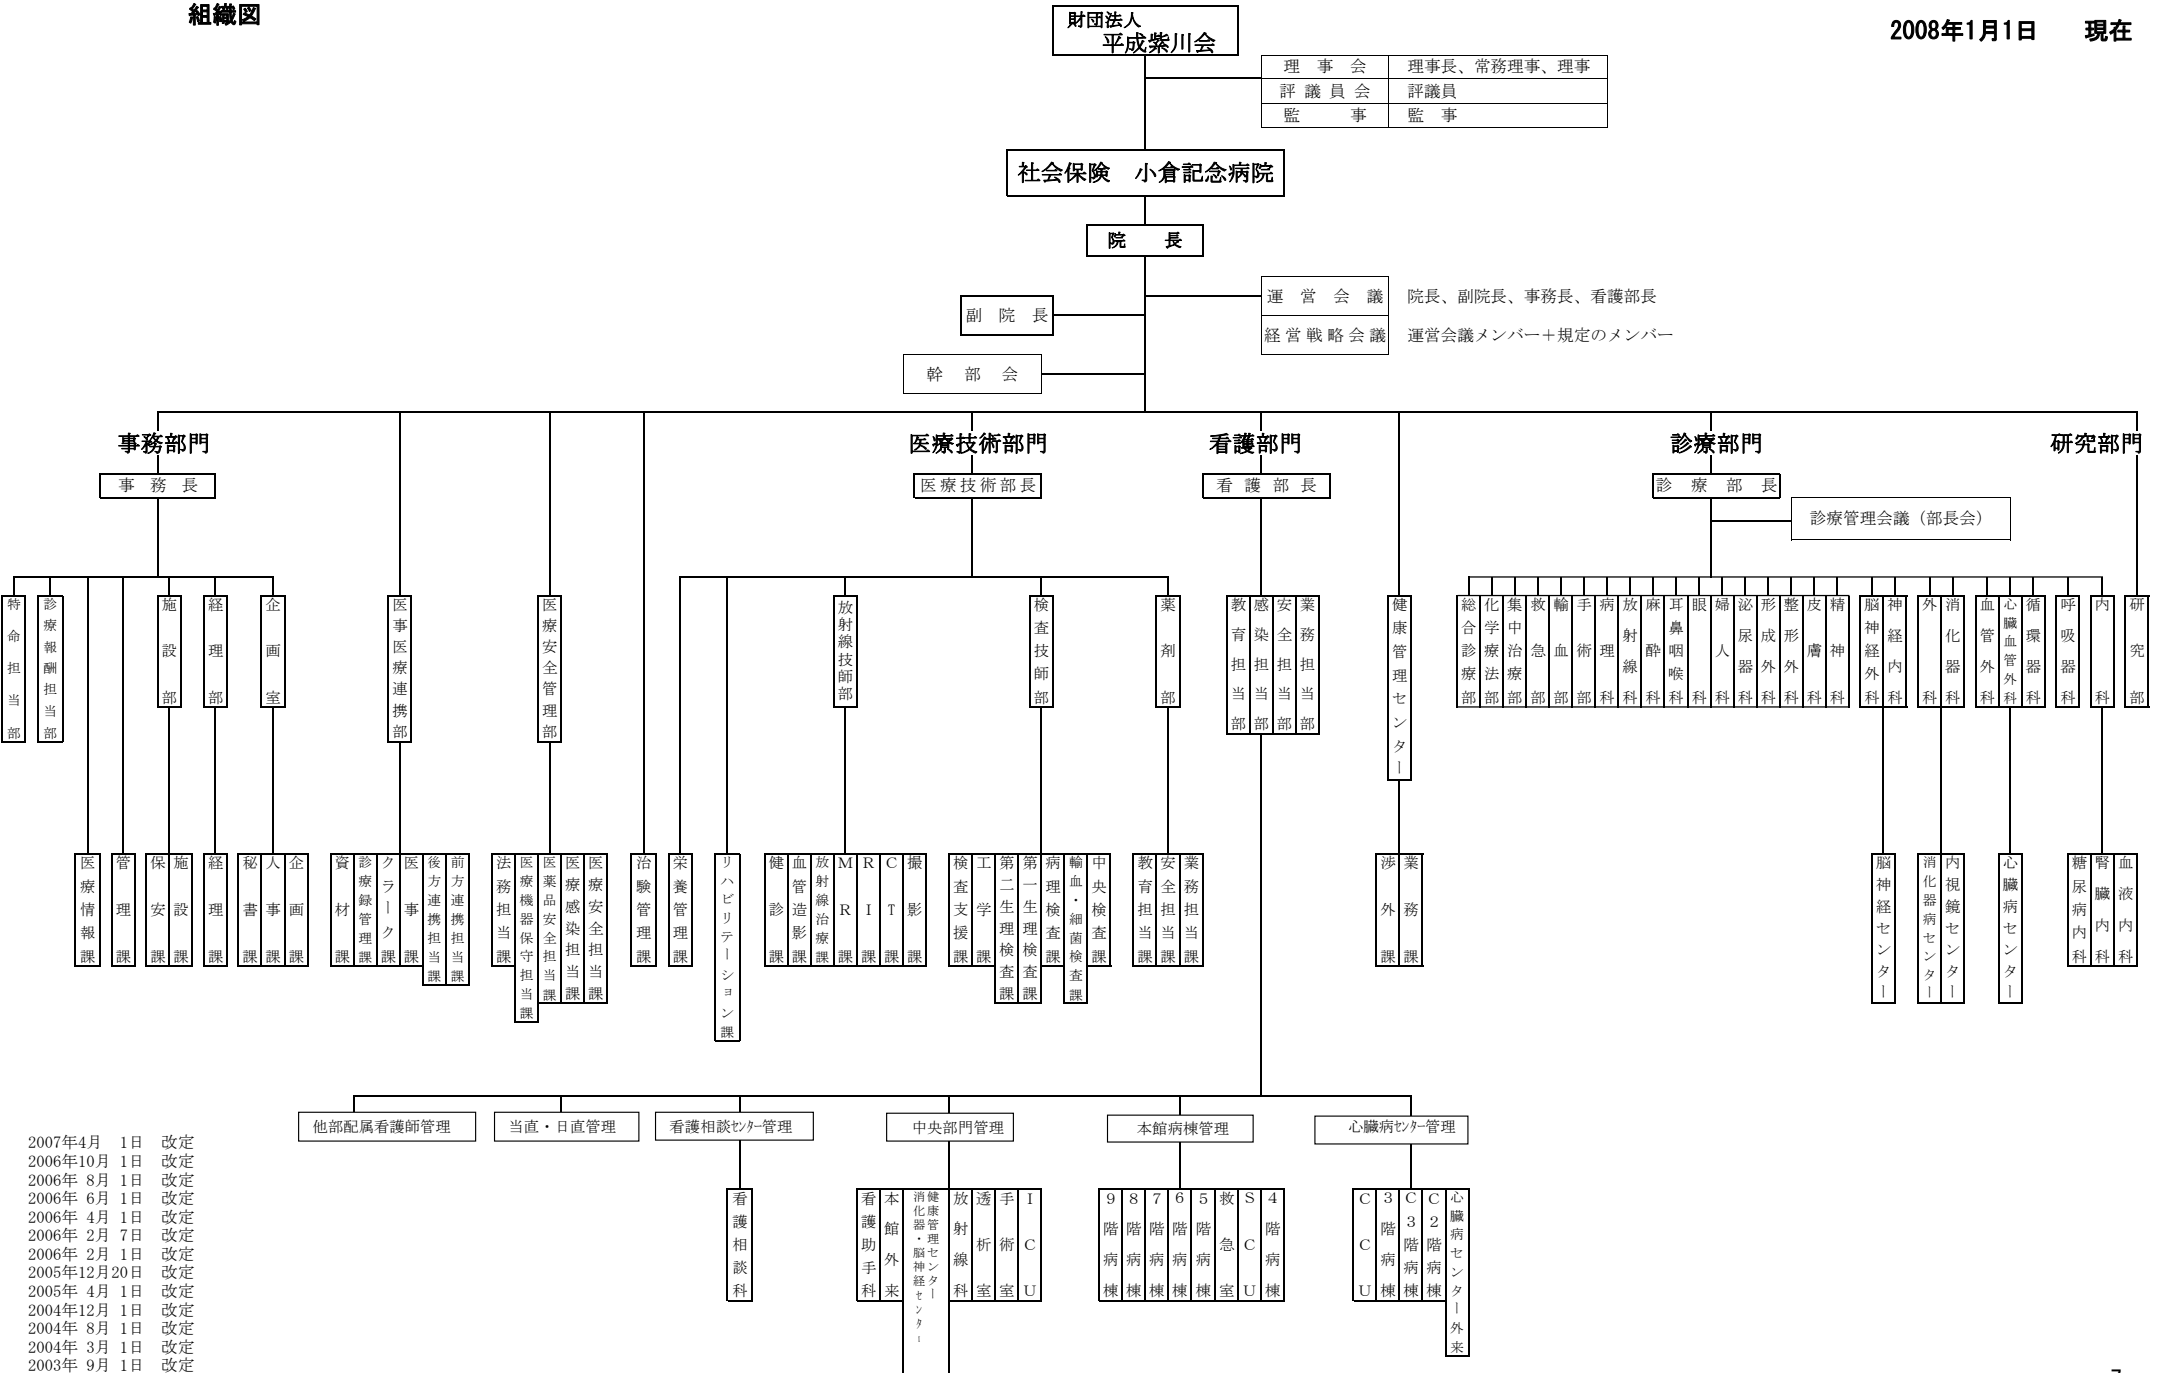 組織図
財団法人
平成紫川会
2008年1月1日　現在
理事会　理事長、常務理事、理事
評議員会　評議員
監事　監事
社会保険　小倉記念病院
院長
運営会議　院長、副院長、事務長、看護部長
副院長
経営戦略会議　運営会議メンバー＋規定のメンバー
幹部会
事務部門
医療技術部門
看護部門
診療部門
研究部門
事務長
医療技術部長
看護部長
診療部長
診療管理会議（部長会）
特命担当部
診療報酬担当部
施設部
経理部
企画室
医事医療連携部
医療安全管理部
放射線技師部
検査技師部
薬剤部
教育担当部
感染担当部
安全担当部
業務担当部
健康管理センター
総合診療部
化学療法部
集中治療部
救急部
輸血部
手術部
病理科
放射線科
麻酔科
耳鼻咽喉科
眼科
婦人科
泌尿器科
形成外科
整形外科
皮膚科
精神科
脳神経外科
神経内科
外科
消化器科
血管外科
心臓血管外科
循環器科
呼吸器科
内科
研究部
医療情報課
管理課
保安課
施設課
経理課
秘書課
人事課
企画課
資材課
診療録管理課
クラーク課
医事課
後方連携担当課
前方連携担当課
法務担当課
医療機器保守担当課
医薬品安全担当課
医療感染担当課
医療安全担当課
治験管理課
栄養管理課
リハビリテーション課
健診課
血管造影課
放射線治療課
ＭＲ課
ＲＩ課
ＣＴ課
撮影課
検査支援課
工学課
第二生理検査課
第一生理検査課
病理検査課
輸血・細菌検査課
中央検査課
教育担当課
安全担当課
業務担当課
渉外課
業務課
脳神経センター
消化器病センター
内視鏡センター
心臓病センター
糖尿病内科
腎臓内科
血液内科
他部配属看護師管理
当直・日直管理
看護相談ｾﾝﾀｰ管理
中央部門管理
本館病棟管理
心臓病ｾﾝﾀｰ管理
看護相談科
看護助手科
本館外来
健康管理センター
消化器・脳神経センター
放射線科
透析室
手術室
ＩＣＵ
９階病棟
８階病棟
７階病棟
６階病棟
５階病棟
救急室
ＳＣＵ
４階病棟
ＣＣＵ
３階病棟
Ｃ３階病棟
Ｃ２階病棟
心臓病センター外来
2007年4月　1日　改定
2006年10月 1日　改定
2006年 8月 1日　改定
2006年 6月 1日　改定
2006年 4月 1日　改定
2006年 2月 7日　改定
2006年 2月 1日　改定
2005年12月20日　改定
2005年 4月 1日　改定
2004年12月 1日　改定
2004年 8月 1日　改定
2004年 3月 1日　改定
2003年 9月 1日　改定